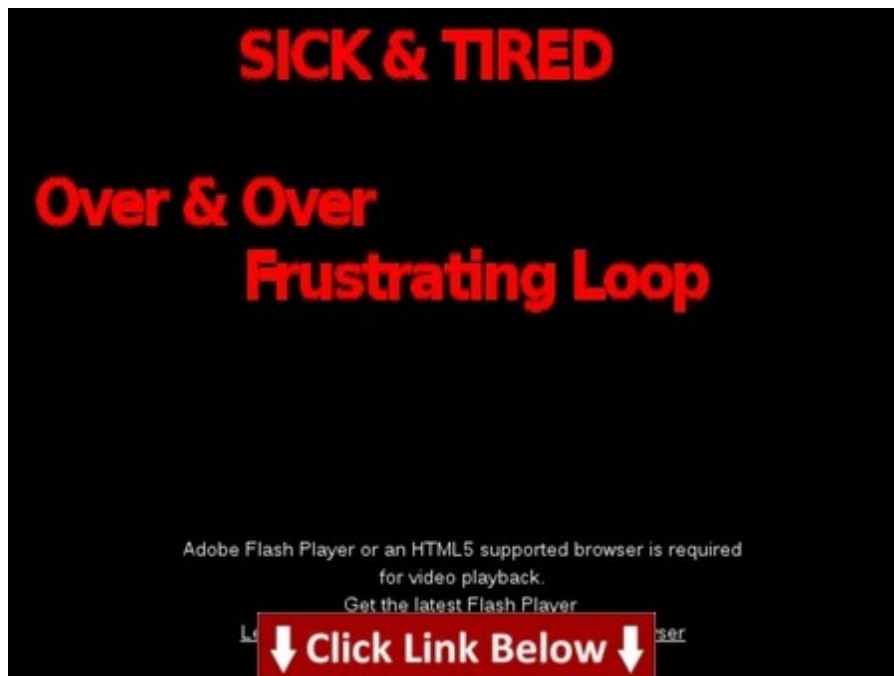 SICK & TIRED
Over & Over
Frustrating Loop
Adobe Flash Player or an HTML5 supported browser is required
for video playback.
Get the latest Flash Player
Click Link Below